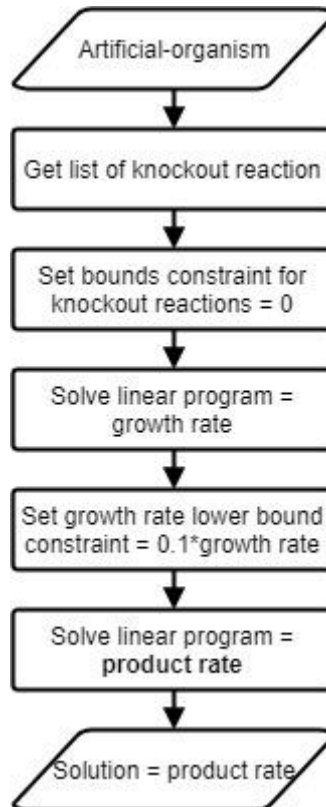 Artificial-organism
Get list of knockout reaction
Set bounds constraint for
knockout reactions = 0
Solve linear program =
growth rate
Set growth rate lower bound
constraint = 0.1*growth rate
Solve linear program =
product rate
Solution = product rate